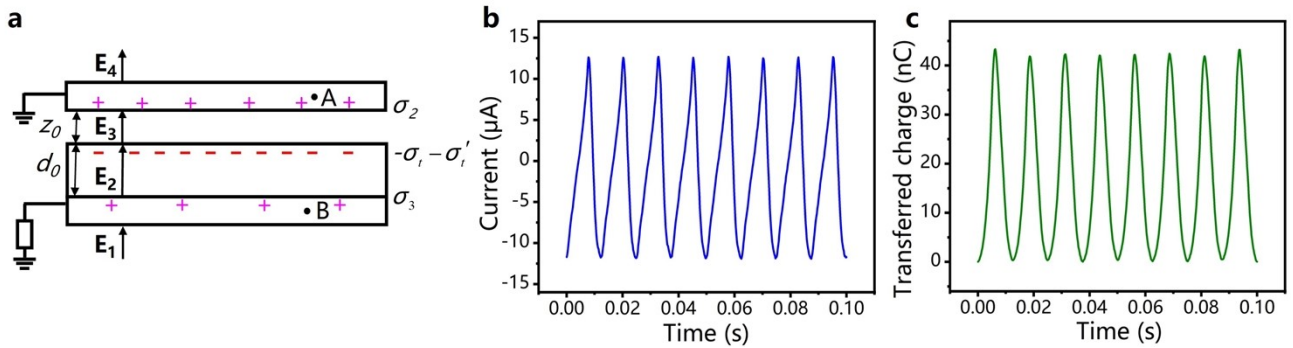 a
E₄
A
σ₂
z₀
E₃
-σₜ - σₜ'
d₀
E₂
σ₃
B
E₁
b
Current (μA)
15
10
5
0
-5
-10
-15
0.00 0.02 0.04 0.06 0.08 0.10
Time (s)
c
Transferred charge (nC)
40
30
20
10
0
0.00 0.02 0.04 0.06 0.08 0.10
Time (s)